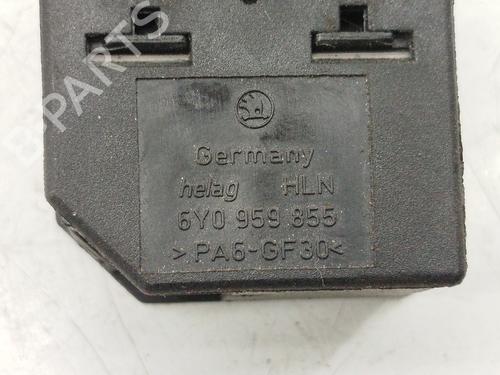 Germany
helag HLN
6Y0 959 855
>PA6-GF30<
B-PARTS